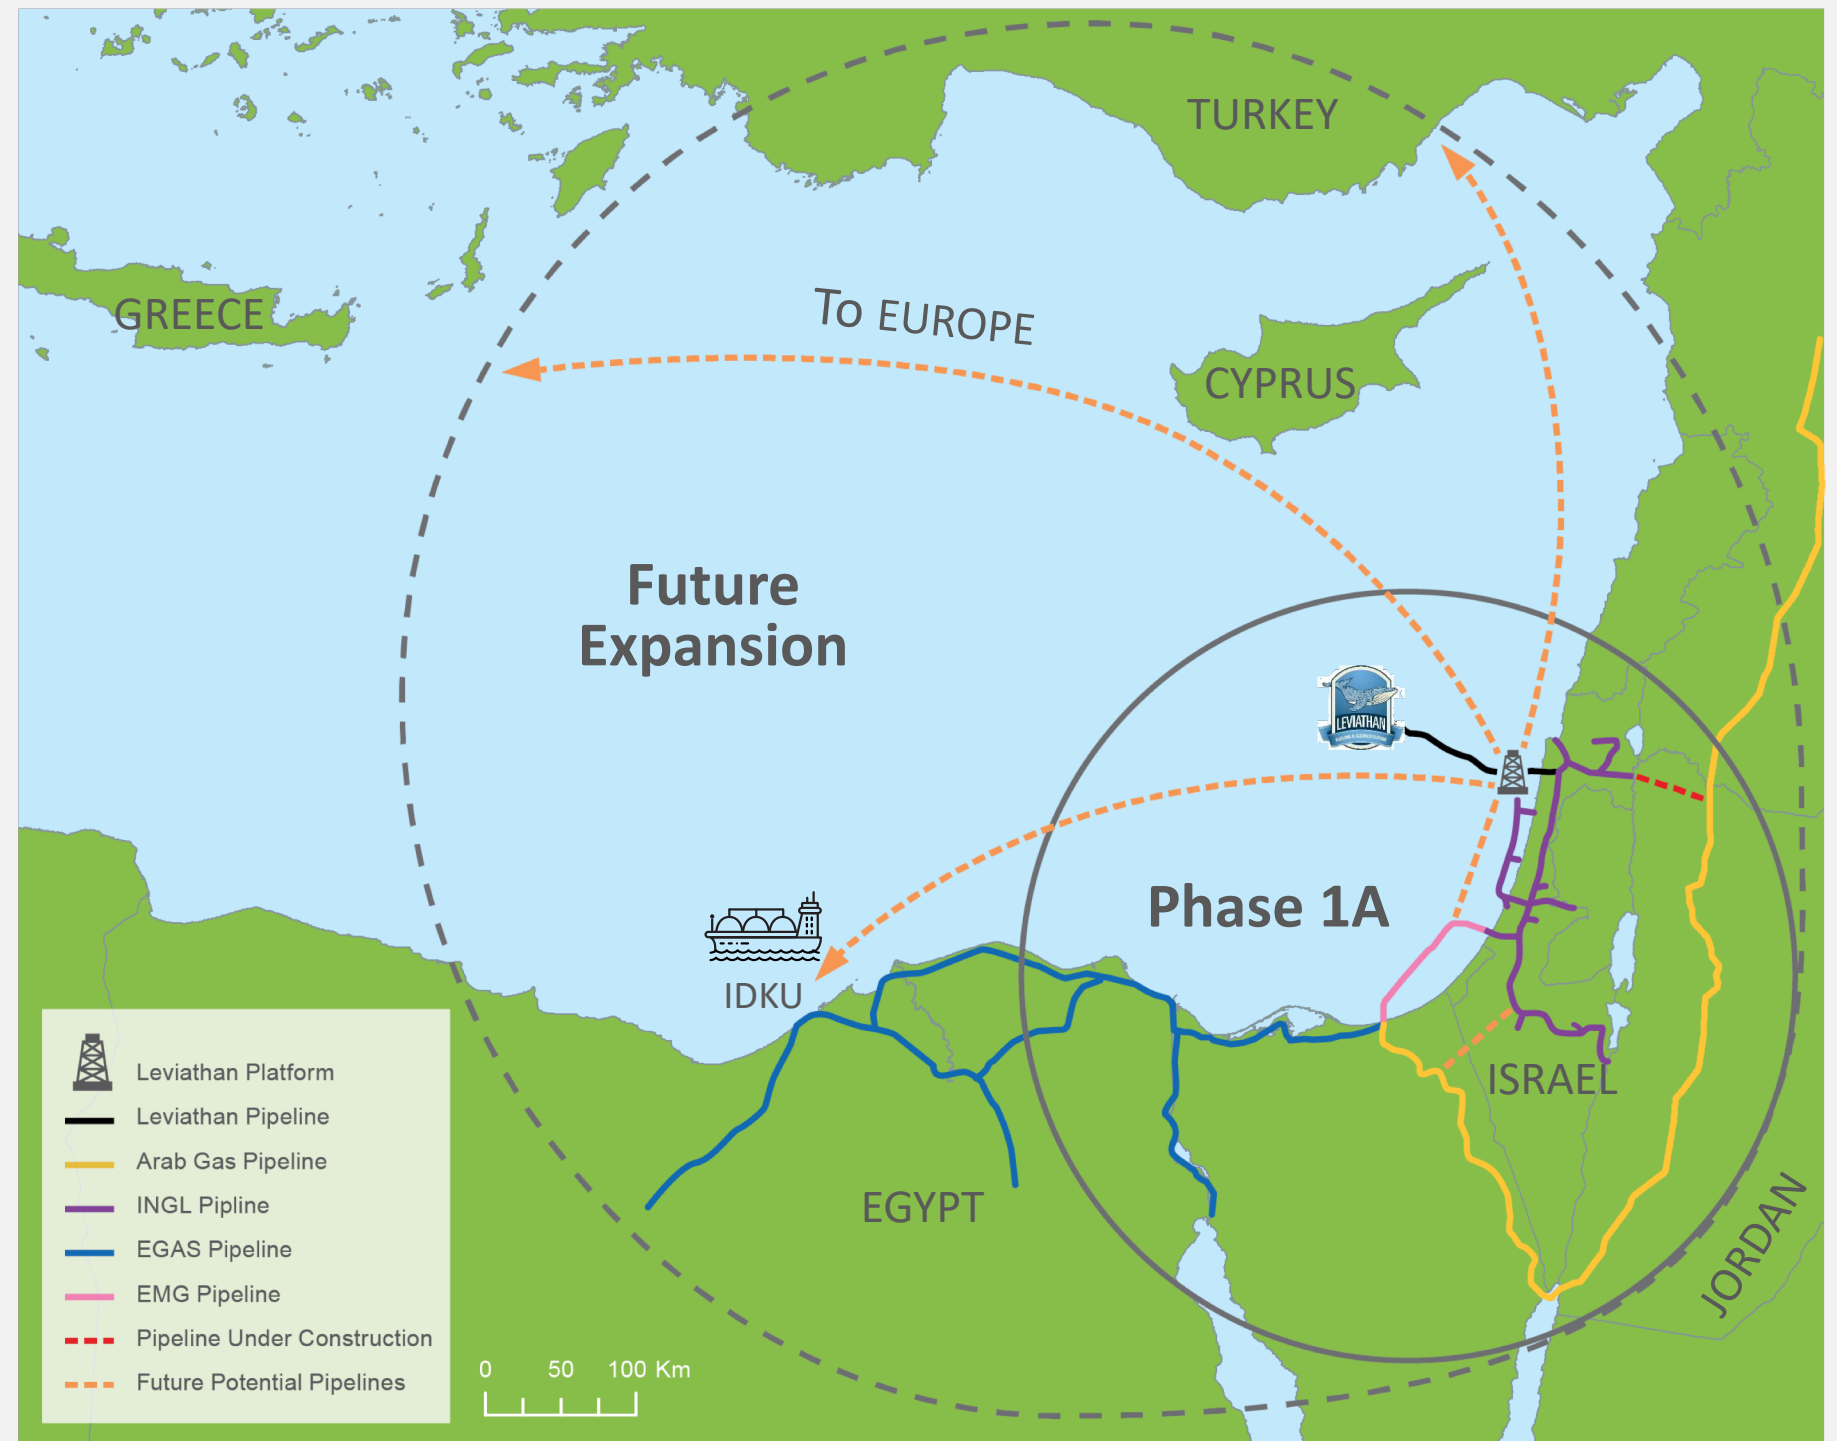 TURKEY
GREECE
To EUROPE
CYPRUS
Future
Expansion
LEVIATHAN
Phase 1A
IDKU
ISRAEL
EGYPT
JORDAN
Leviathan Platform
Leviathan Pipeline
Arab Gas Pipeline
INGL Pipline
EGAS Pipeline
EMG Pipeline
Pipeline Under Construction
Future Potential Pipelines
0 50 100 Km